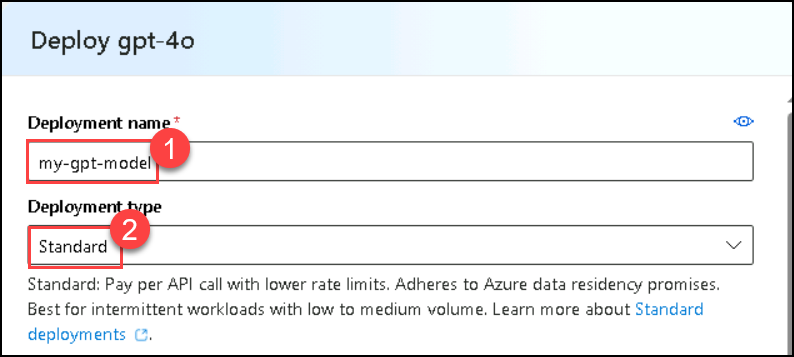 Deploy gpt-4o
Deployment name *
my-gpt-model
1
Deployment type
2
Standard
Standard: Pay per API call with lower rate limits. Adheres to Azure data residency promises.
Best for intermittent workloads with low to medium volume. Learn more about Standard
deployments.